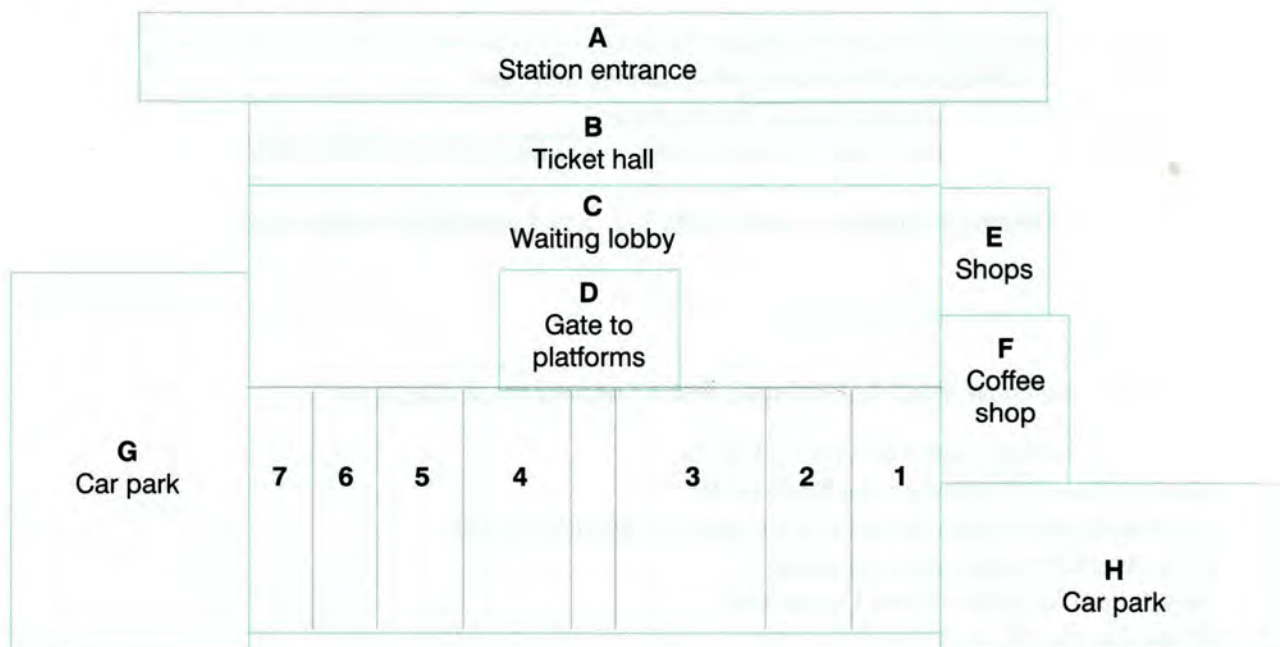 A
Station entrance
B
Ticket hall
C
Waiting lobby
E
Shops
D
Gate to
platforms
F
Coffee
shop
G
Car park
7 6 5 4 3 2 1
H
Car park